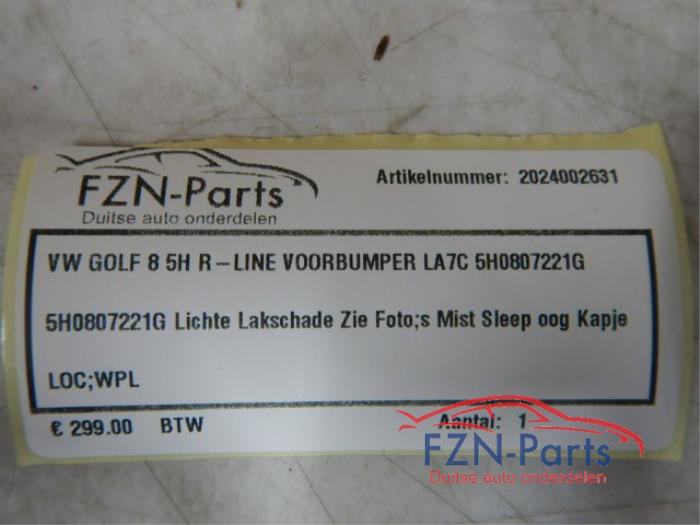 FZN-Parts
Duitse auto onderdelen
Artikelnummer: 2024002631
VW GOLF 8 5H R-LINE VOORBUMPER LA7C 5H0807221G
5H0807221G Lichte Lakschade Zie Foto;s Mist Sleep oog Kapje
LOC;WPL
€ 299.00 BTW
Aantal: 1
FZN-Parts
Duitse auto onderdelen